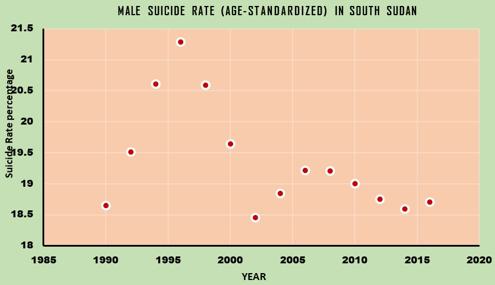 MALE SUICIDE RATE (AGE-STANDARDIZED) IN SOUTH SUDAN
Suicide Rate percentage
21.5
21
20.5
20
19.5
19
18.5
18
1985 1990 1995 2000 2005 2010 2015 2020
YEAR